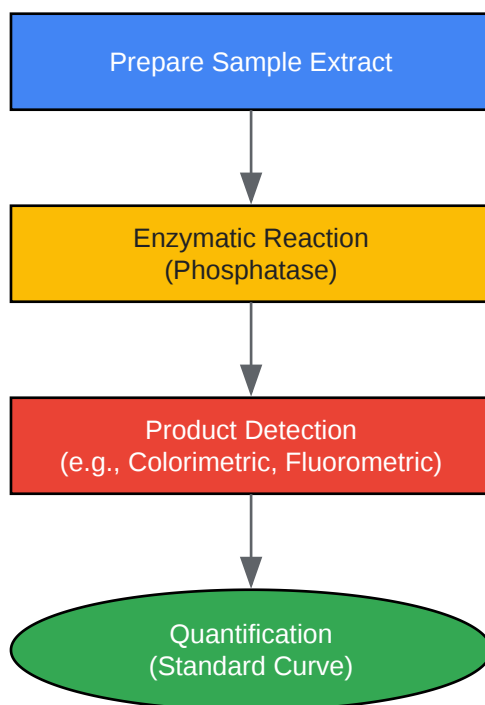 Prepare Sample Extract
Enzymatic Reaction
(Phosphatase)
Product Detection
(e.g., Colorimetric, Fluorometric)
Quantification
(Standard Curve)